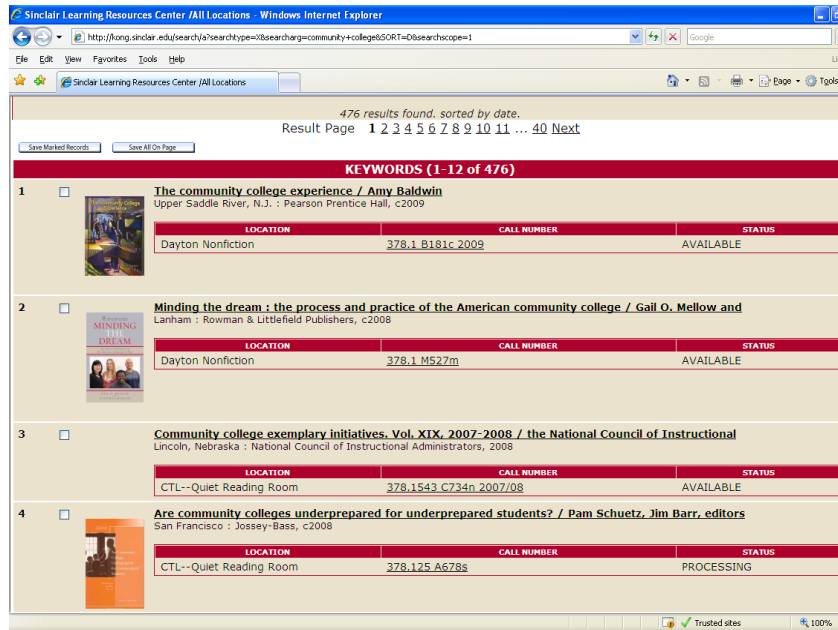 Sinclair Learning Resources Center /All Locations - Windows Internet Explorer
http://kong.sinclair.edu/search/a?searchtype=X&searcharg=community+college&SORT=D&searchscope=1
Google
File Edit View Favorites Tools Help
Sinclair Learning Resources Center /All Locations
Page Tools
476 results found. sorted by date.
Result Page 1 2 3 4 5 6 7 8 9 10 11 ... 40 Next
Save Marked Records Save All On Page
KEYWORDS (1-12 of 476)
1 The community college experience / Amy Baldwin
Upper Saddle River, N.J. : Pearson Prentice Hall, c2009
LOCATION CALL NUMBER STATUS
Dayton Nonfiction 378.1 B181c 2009 AVAILABLE
2 Minding the dream : the process and practice of the American community college / Gail O. Mellow and
Lanham : Rowman & Littlefield Publishers, c2008
MINDING
THE
DREAM
LOCATION CALL NUMBER STATUS
Dayton Nonfiction 378.1 M527m AVAILABLE
3 Community college exemplary initiatives. Vol. XIX, 2007-2008 / the National Council of Instructional
Lincoln, Nebraska : National Council of Instructional Administrators, 2008
LOCATION CALL NUMBER STATUS
CTL--Quiet Reading Room 378.1543 C734n 2007/08 AVAILABLE
4 Are community colleges underprepared for underprepared students? / Pam Schuetz, Jim Barr, editors
San Francisco : Jossey-Bass, c2008
LOCATION CALL NUMBER STATUS
CTL--Quiet Reading Room 378.125 A678s PROCESSING
Trusted sites 100%